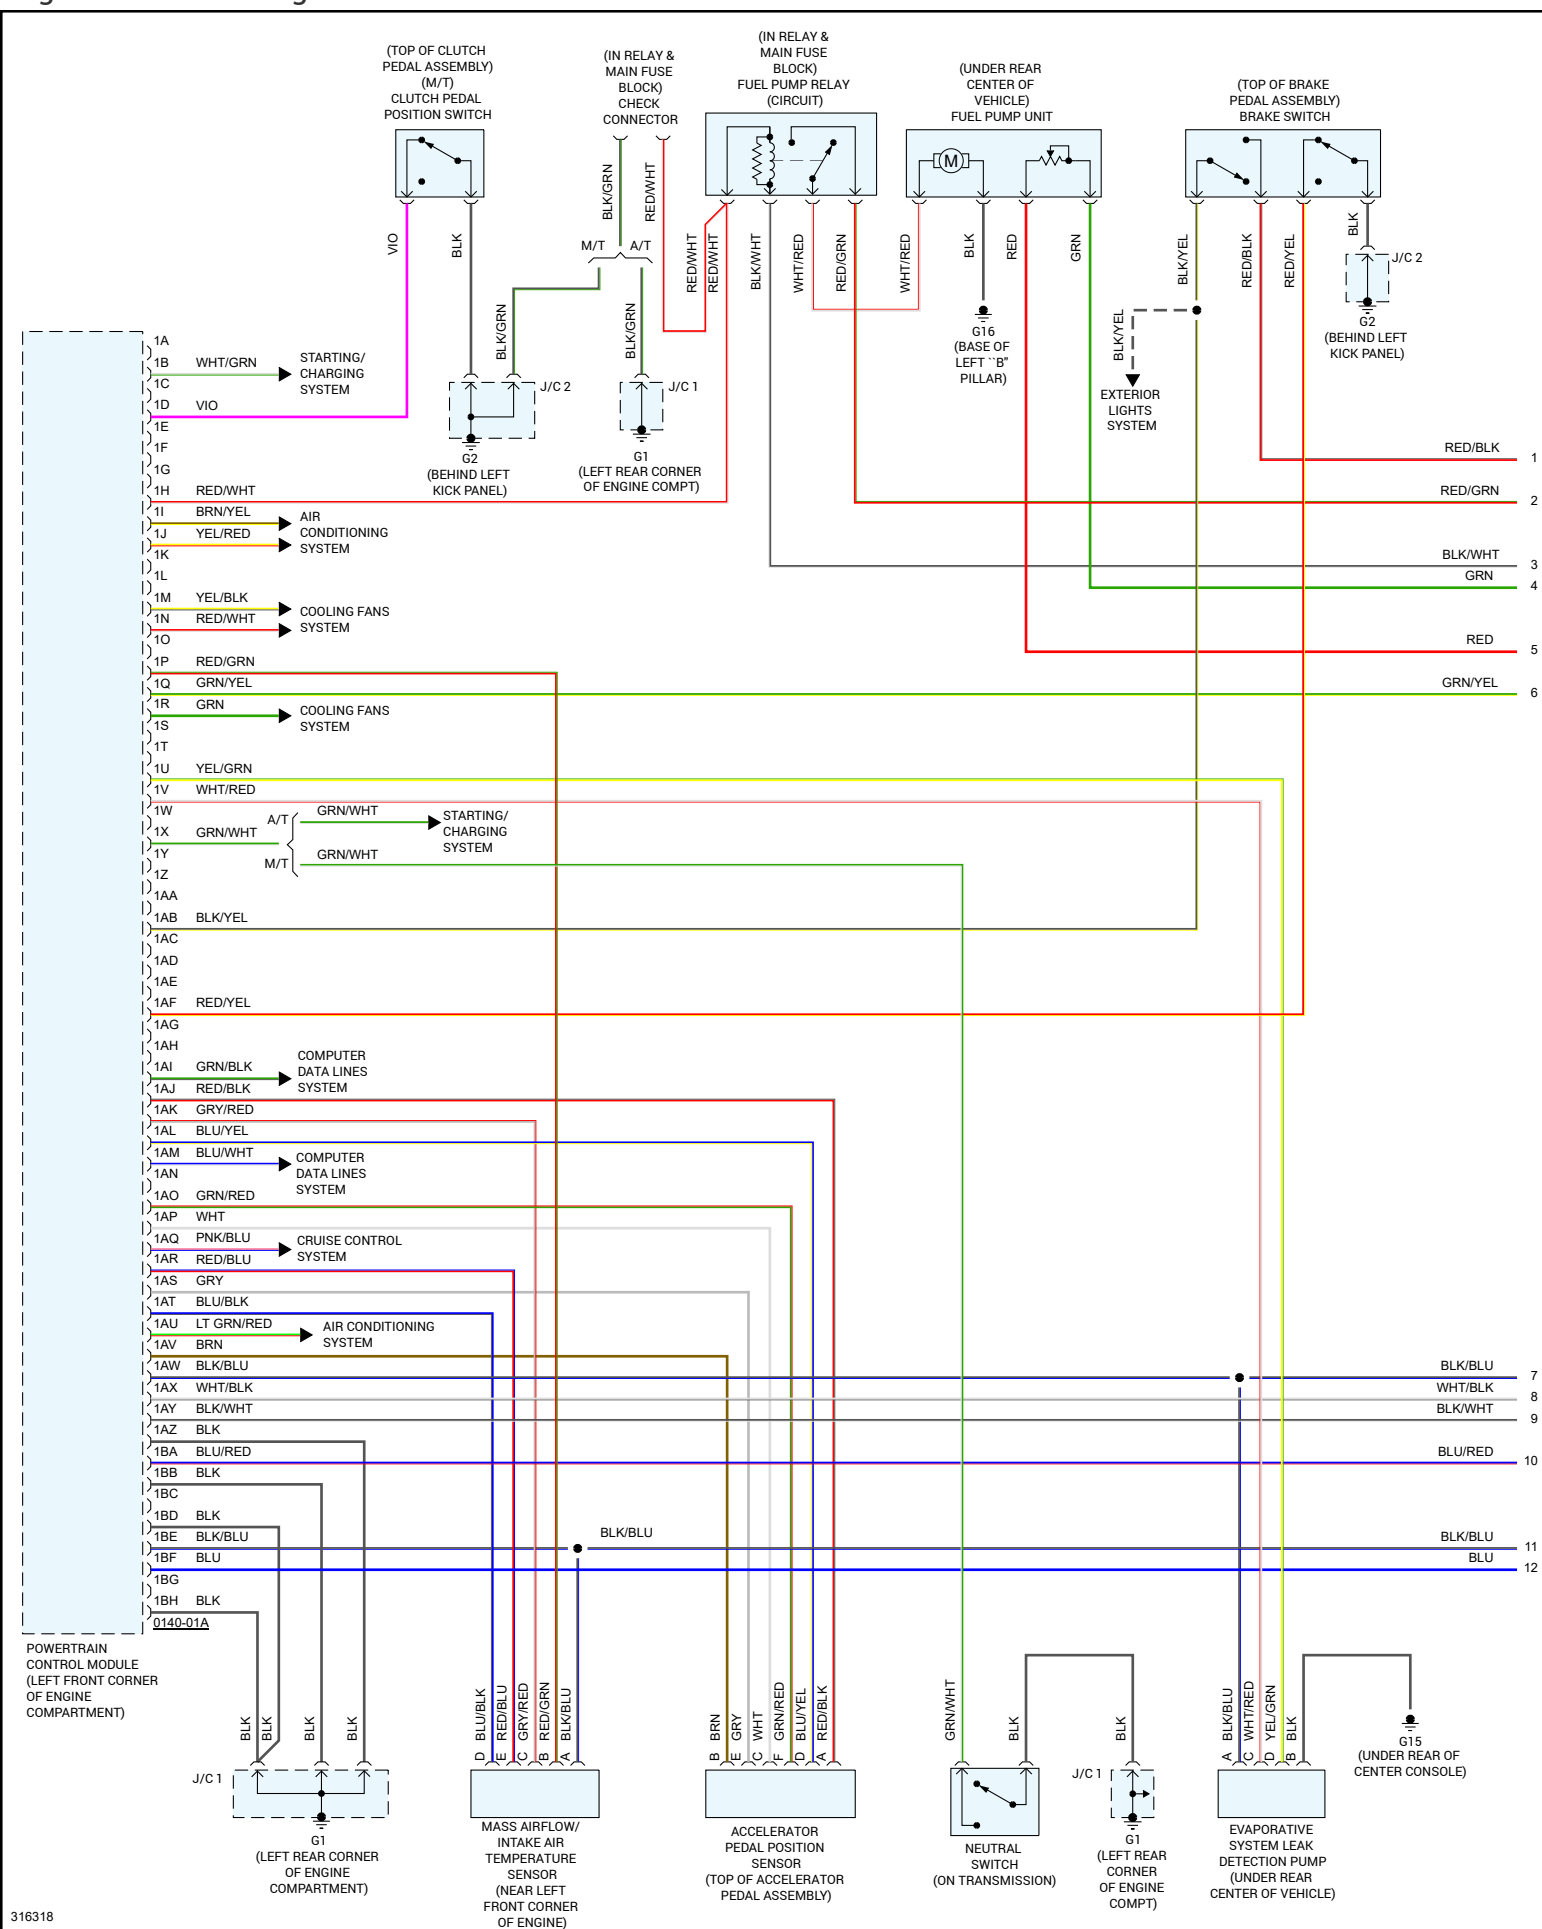 (TOP OF CLUTCH
PEDAL ASSEMBLY)
(M/T)
CLUTCH PEDAL
POSITION SWITCH
(IN RELAY &
MAIN FUSE
BLOCK)
CHECK
CONNECTOR
(IN RELAY &
MAIN FUSE
BLOCK)
FUEL PUMP RELAY
(CIRCUIT)
(UNDER REAR
CENTER OF
VEHICLE)
FUEL PUMP UNIT
(TOP OF BRAKE
PEDAL ASSEMBLY)
BRAKE SWITCH
M
VIO
BLK
BLK/GRN
RED/WHT
M/T
A/T
BLK/GRN
BLK/GRN
RED/WHT
RED/WHT
BLK/WHT
WHT/RED
RED/GRN
WHT/RED
BLK
RED
GRN
BLK/YEL
RED/BLK
RED/YEL
BLK
J/C 2
G2
(BEHIND LEFT
KICK PANEL)
G16
(BASE OF
LEFT ``B"
PILLAR)
BLK/YEL
EXTERIOR
LIGHTS
SYSTEM
J/C 2
G2
(BEHIND LEFT
KICK PANEL)
J/C 1
G1
(LEFT REAR CORNER
OF ENGINE COMPT)
1A
1B WHT/GRN
STARTING/
CHARGING
SYSTEM
1C
1D VIO
1E
1F
1G
1H RED/WHT
1I BRN/YEL
1J YEL/RED
AIR
CONDITIONING
SYSTEM
1K
1L
1M YEL/BLK
1N RED/WHT
COOLING FANS
SYSTEM
1O
1P RED/GRN
1Q GRN/YEL
1R GRN
COOLING FANS
SYSTEM
1S
1T
1U YEL/GRN
1V WHT/RED
1W
1X GRN/WHT
A/T GRN/WHT
STARTING/
CHARGING
SYSTEM
M/T GRN/WHT
1Y
1Z
1AA
1AB BLK/YEL
1AC
1AD
1AE
1AF RED/YEL
1AG
1AH
1AI GRN/BLK
COMPUTER
DATA LINES
SYSTEM
1AJ RED/BLK
1AK GRY/RED
1AL BLU/YEL
1AM BLU/WHT
COMPUTER
DATA LINES
SYSTEM
1AN
1AO GRN/RED
1AP WHT
1AQ PNK/BLU
CRUISE CONTROL
SYSTEM
1AR RED/BLU
1AS GRY
1AT BLU/BLK
1AU LT GRN/RED
AIR CONDITIONING
SYSTEM
1AV BRN
1AW BLK/BLU
1AX WHT/BLK
1AY BLK/WHT
1AZ BLK
1BA BLU/RED
1BB BLK
1BC
1BD BLK
1BE BLK/BLU
BLK/BLU
1BF BLU
1BG
1BH BLK
0140-01A
RED/BLK 1
RED/GRN 2
BLK/WHT 3
GRN 4
RED 5
GRN/YEL 6
BLK/BLU 7
WHT/BLK 8
BLK/WHT 9
BLU/RED 10
BLK/BLU 11
BLU 12
POWERTRAIN
CONTROL MODULE
(LEFT FRONT CORNER
OF ENGINE
COMPARTMENT)
BLK
BLK
BLK
BLK
J/C 1
G1
(LEFT REAR CORNER
OF ENGINE
COMPARTMENT)
D BLU/BLK
E RED/BLU
C GRY/RED
B RED/GRN
A BLK/BLU
MASS AIRFLOW/
INTAKE AIR
TEMPERATURE
SENSOR
(NEAR LEFT
FRONT CORNER
OF ENGINE)
B BRN
E GRY
C WHT
F GRN/RED
D BLU/YEL
A RED/BLK
ACCELERATOR
PEDAL POSITION
SENSOR
(TOP OF ACCELERATOR
PEDAL ASSEMBLY)
GRN/WHT
BLK
NEUTRAL
SWITCH
(ON TRANSMISSION)
BLK
J/C 1
G1
(LEFT REAR
CORNER
OF ENGINE
COMPT)
A BLK/BLU
C WHT/RED
D YEL/GRN
B BLK
EVAPORATIVE
SYSTEM LEAK
DETECTION PUMP
(UNDER REAR
CENTER OF VEHICLE)
G15
(UNDER REAR OF
CENTER CONSOLE)
316318